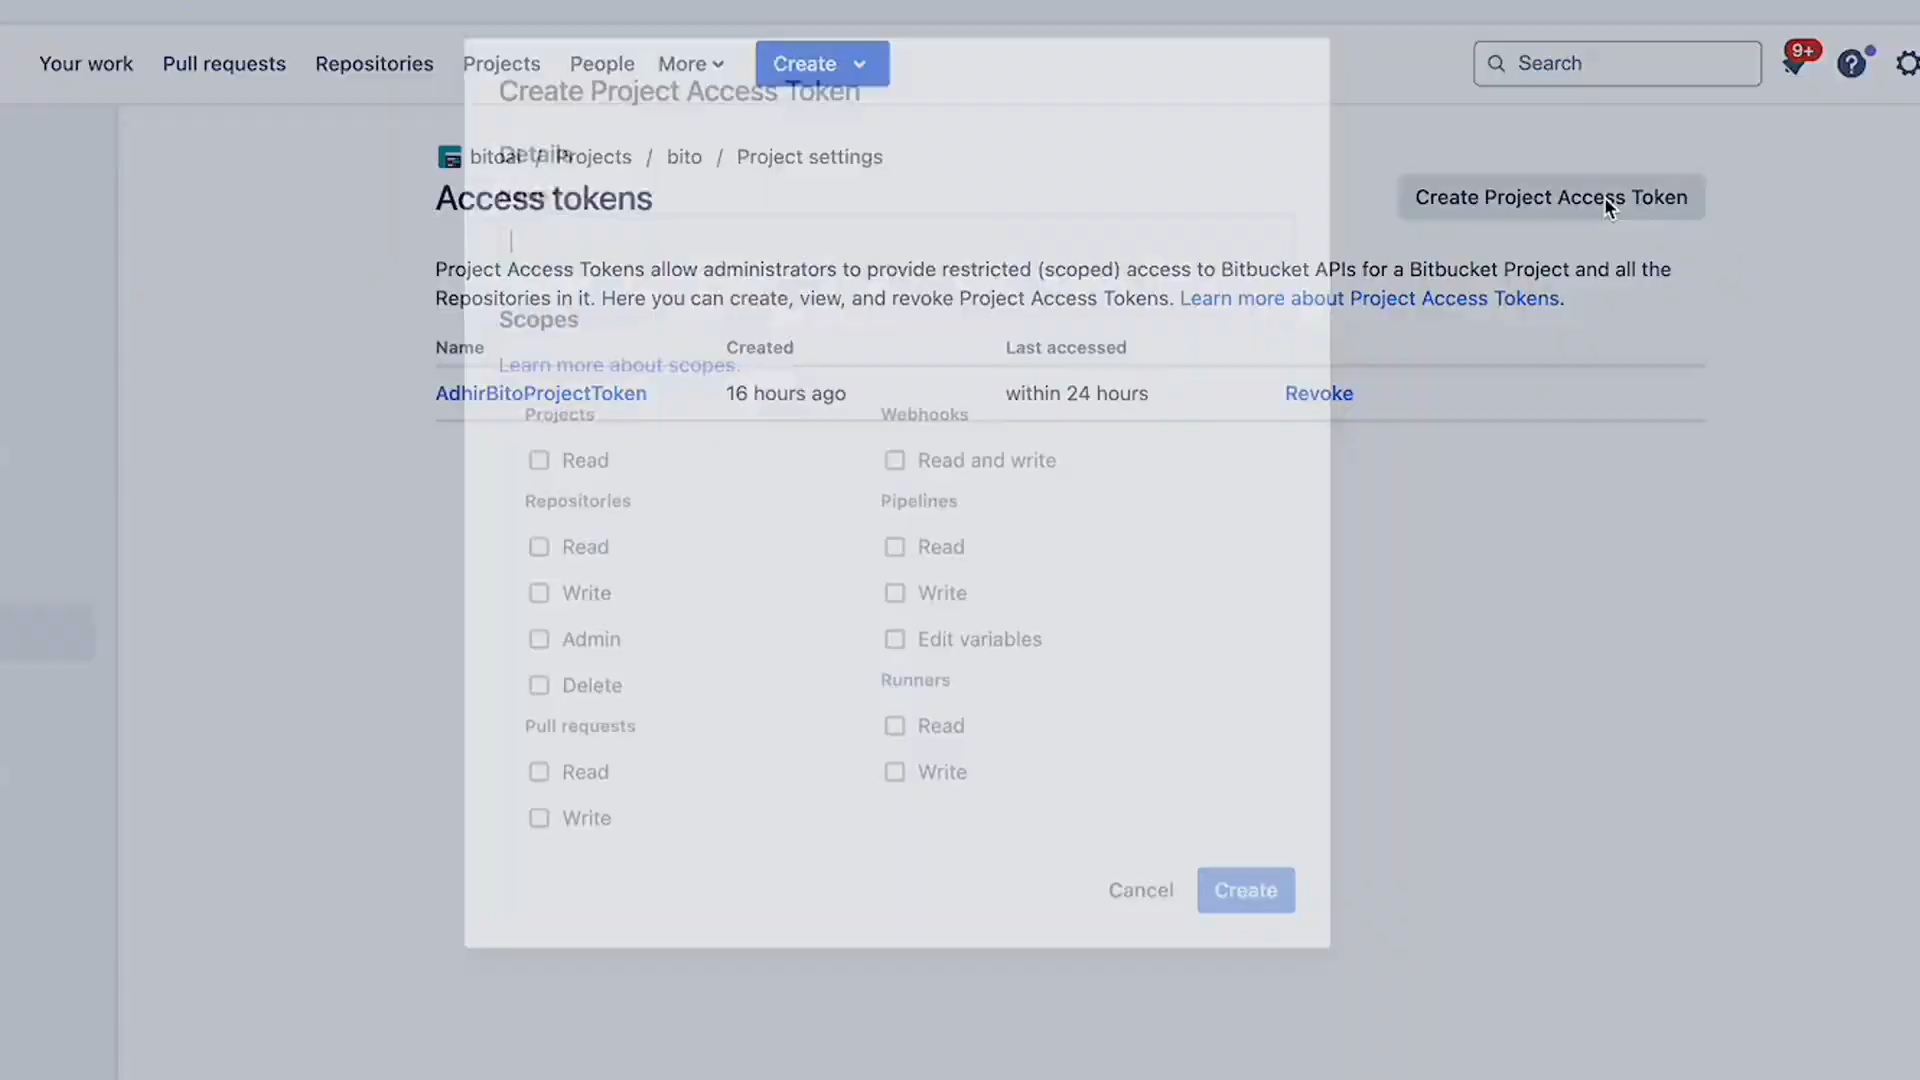 Your work Pull requests Repositories Projects People More Create Search 9+
Create Project Access Token
bitoai / Projects / bito / Project settings
Details
Access tokens
Create Project Access Token
Project Access Tokens allow administrators to provide restricted (scoped) access to Bitbucket APIs for a Bitbucket Project and all the
Repositories in it. Here you can create, view, and revoke Project Access Tokens. Learn more about Project Access Tokens.
Scopes
Name Created Last accessed
Learn more about scopes.
AdhirBitoProjectToken 16 hours ago within 24 hours Revoke
Projects
Read
Repositories
Read
Write
Admin
Delete
Pull requests
Read
Write
Webhooks
Read and write
Pipelines
Read
Write
Edit variables
Runners
Read
Write
Cancel Create